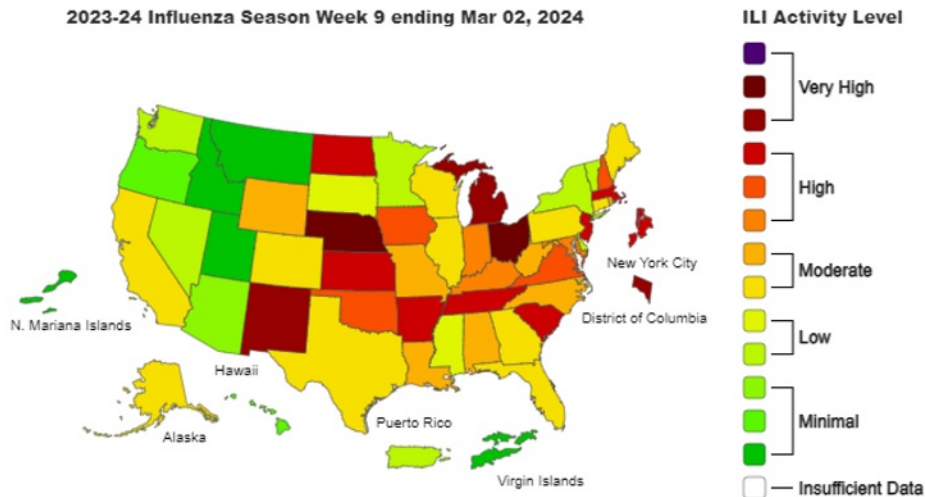 2023-24 Influenza Season Week 9 ending Mar 02, 2024
ILI Activity Level
Very High
High
New York City
Moderate
N. Mariana Islands
District of Columbia
Low
Hawaii
Puerto Rico
Minimal
Alaska
Virgin Islands
Insufficient Data